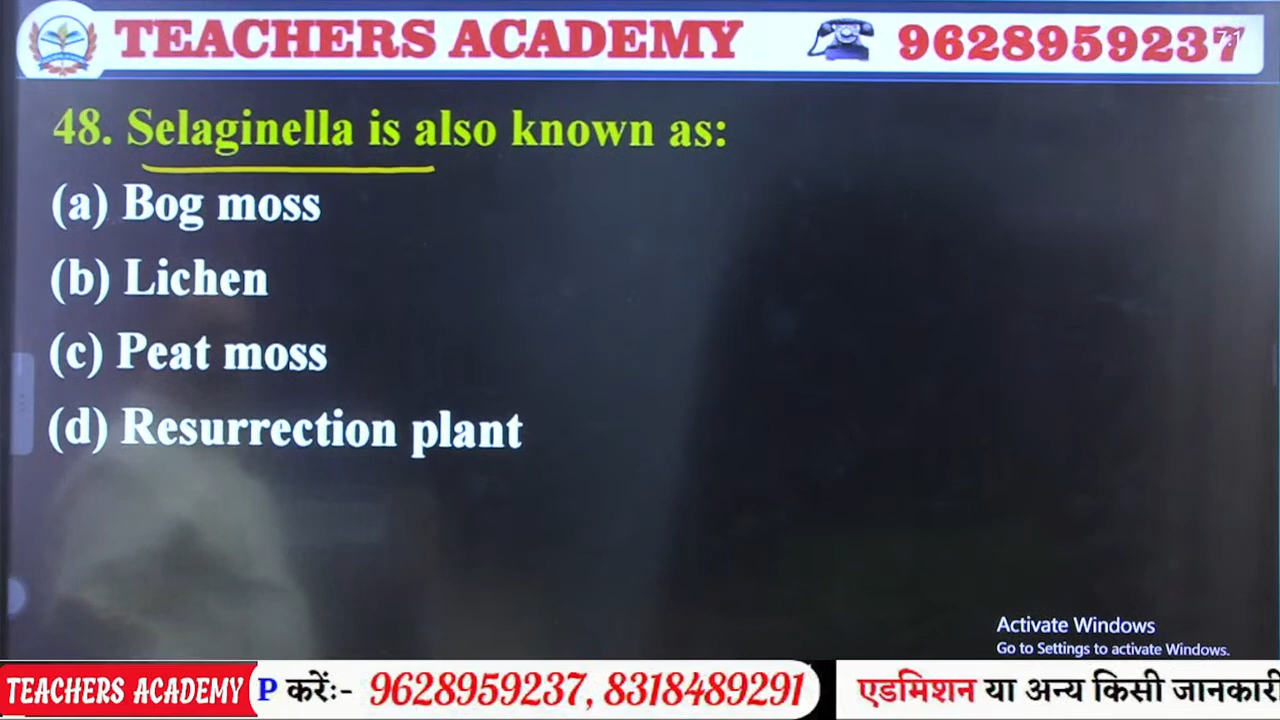 TEACHERS ACADEMY 9628959237
48. Selaginella is also known as:
(a) Bog moss
(b) Lichen
(c) Peat moss
(d) Resurrection plant
Activate Windows
Go to Settings to activate Windows.
TEACHERS ACADEMY P करेंः- 9628959237, 8318489291 एडमिशन या अन्य किसी जानकारी